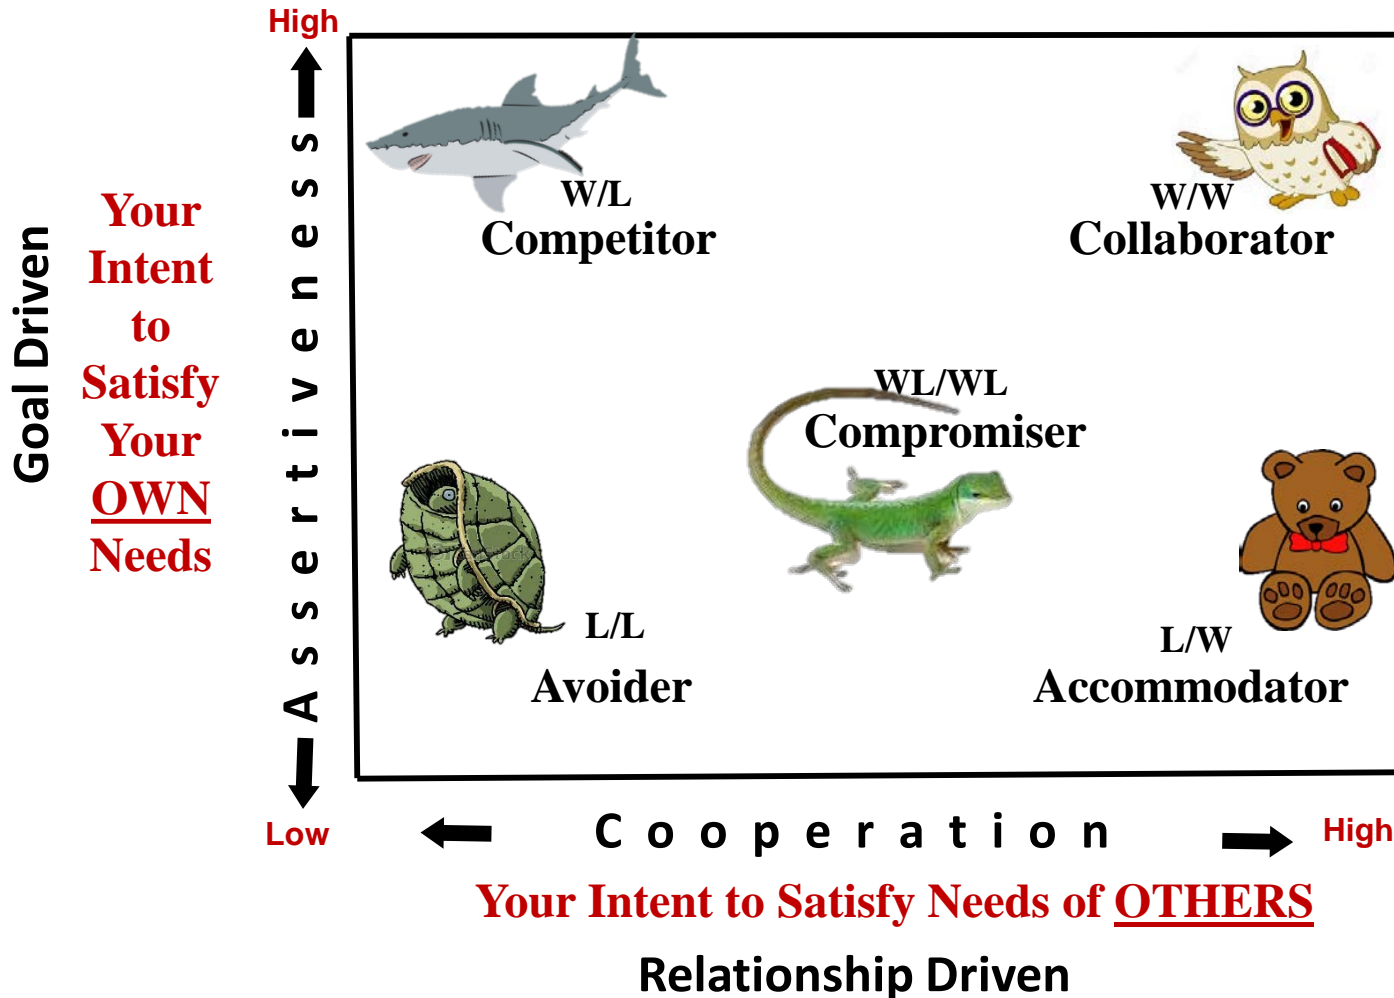 High
Goal Driven
Your
Intent
to
Satisfy
Your
OWN
Needs
Assertiveness
W/L
Competitor
W/W
Collaborator
WL/WL
Compromiser
L/L
Avoider
L/W
Accommodator
Low
Cooperation
High
Your Intent to Satisfy Needs of OTHERS
Relationship Driven